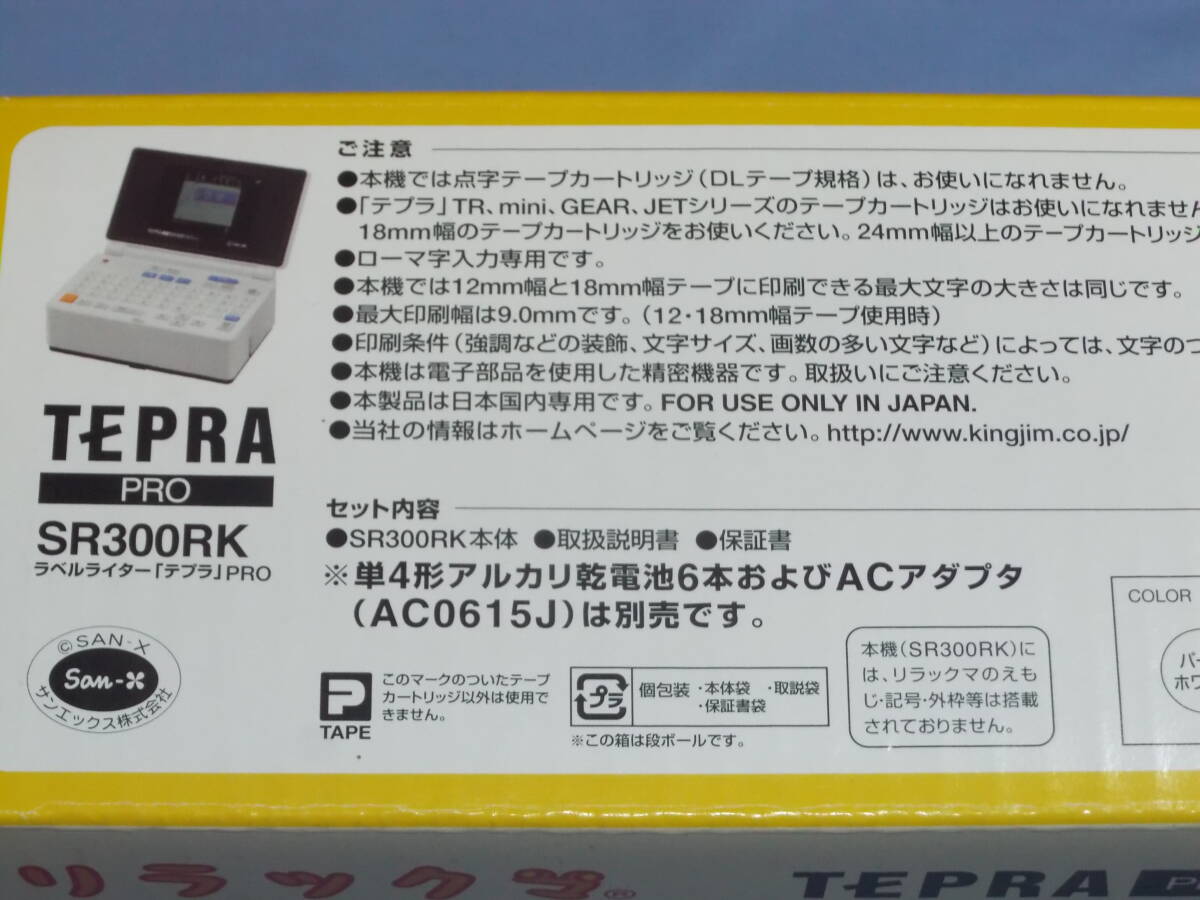 ご注意
●本機では点字テープカートリッジ(DLテープ規格)は、お使いになれません。
●「テプラ」TR、mini、GEAR、JETシリーズのテープカートリッジはお使いになれません
18mm幅のテープカートリッジをお使いください。24mm幅以上のテープカートリッジ
●ローマ字入力専用です。
●本機では12mm幅と18mm幅テープに印刷できる最大文字の大きさは同じです。
●最大印刷幅は9.0mmです。(12・18mm幅テープ使用時)
●印刷条件(強調などの装飾、文字サイズ、画数の多い文字など)によっては、文字のつ
●本機は電子部品を使用した精密機器です。取扱いにご注意ください。
●本製品は日本国内専用です。FOR USE ONLY IN JAPAN.
●当社の情報はホームページをご覧ください。http://www.kingjim.co.jp/
TEPRA
PRO
SR300RK
ラベルライター「テプラ」PRO
セット内容
●SR300RK本体 ●取扱説明書 ●保証書
※単4形アルカリ乾電池6本およびACアダプタ
(AC0615J)は別売です。
©SAN-X
San-X
サンエックス株式会社
P
TAPE
このマークのついたテープ
カートリッジ以外は使用で
きません。
プラ
個包装 ・本体袋 ・取説袋
・保証書袋
※この箱は段ボールです。
本機(SR300RK)に
は、リラックマのえも
じ・記号・外枠等は搭載
されておりません。
COLOR
パー
ホワ
リラックマ®
TEPRA P